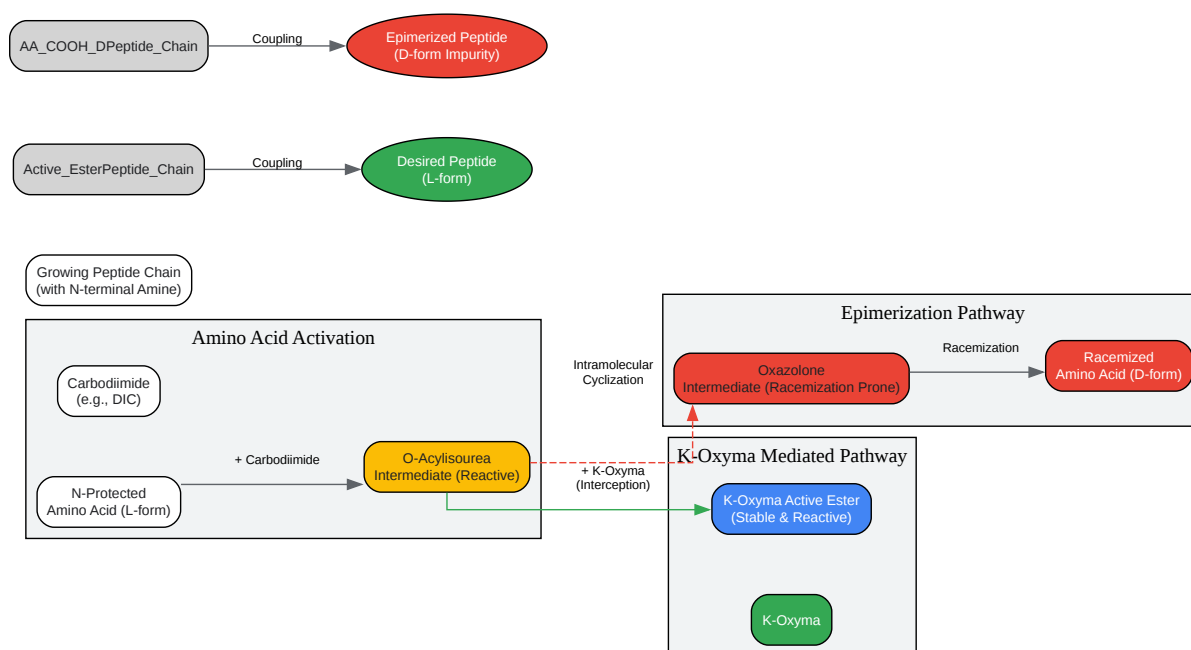 AA_COOH_DPeptide_Chain
Coupling
Epimerized Peptide
(D-form Impurity)
Active_EsterPeptide_Chain
Coupling
Desired Peptide
(L-form)
Growing Peptide Chain
(with N-terminal Amine)
Amino Acid Activation
Carbodiimide
(e.g., DIC)
N-Protected
Amino Acid (L-form)
+ Carbodiimide
O-Acylisourea
Intermediate (Reactive)
Intramolecular
Cyclization
+ K-Oxyma
(Interception)
Epimerization Pathway
Oxazolone
Intermediate (Racemization Prone)
Racemization
Racemized
Amino Acid (D-form)
K-Oxyma Mediated Pathway
K-Oxyma Active Ester
(Stable & Reactive)
K-Oxyma